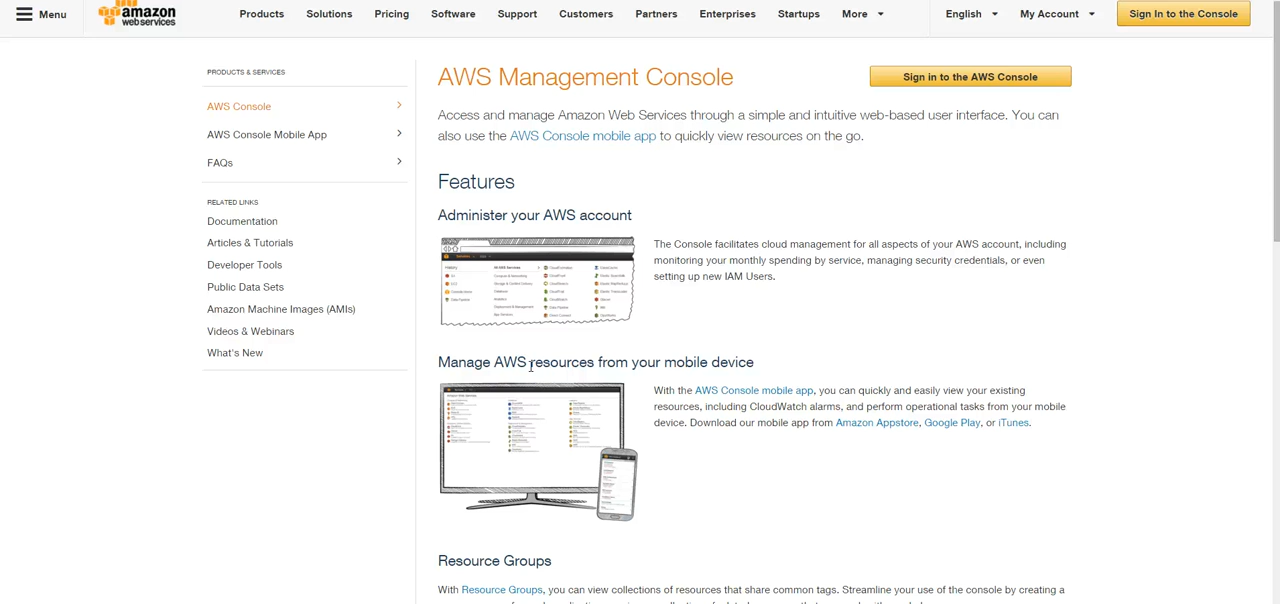 Menu
amazon
web services
Products Solutions Pricing Software Support Customers Partners Enterprises Startups More
English My Account Sign In to the Console
PRODUCTS & SERVICES
AWS Console
AWS Console Mobile App
FAQs
RELATED LINKS
Documentation
Articles & Tutorials
Developer Tools
Public Data Sets
Amazon Machine Images (AMIs)
Videos & Webinars
What's New
AWS Management Console
Sign in to the AWS Console
Access and manage Amazon Web Services through a simple and intuitive web-based user interface. You can
also use the AWS Console mobile app to quickly view resources on the go.
Features
Administer your AWS account
The Console facilitates cloud management for all aspects of your AWS account, including
monitoring your monthly spending by service, managing security credentials, or even
setting up new IAM Users.
Manage AWS resources from your mobile device
With the AWS Console mobile app, you can quickly and easily view your existing
resources, including CloudWatch alarms, and perform operational tasks from your mobile
device. Download our mobile app from Amazon Appstore, Google Play, or iTunes.
Resource Groups
With Resource Groups, you can view collections of resources that share common tags. Streamline your use of the console by creating a